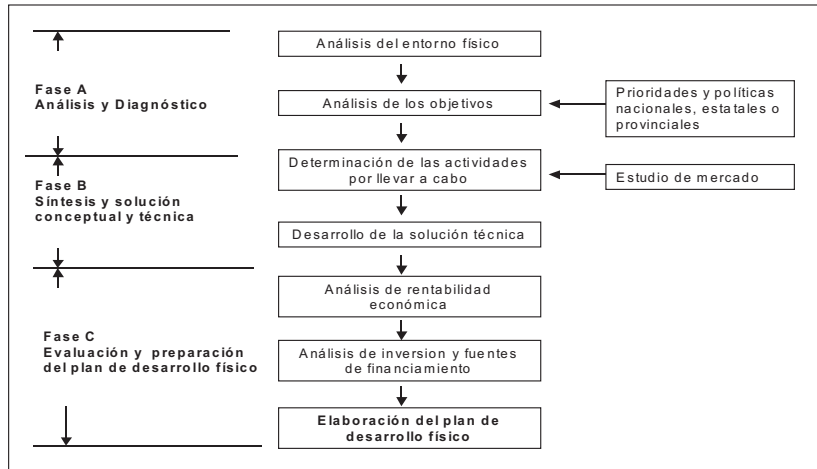 Fase A
Análisis y Diagnóstico
Análisis del entorno físico
Análisis de los objetivos
Prioridades y políticas
nacionales, estatales o
provinciales
Fase B
Síntesis y solución
conceptual y técnica
Determinación de las actividades
por llevar a cabo
Estudio de mercado
Desarrollo de la solución técnica
Fase C
Evaluación y preparación
del plan de desarrollo físico
Análisis de rentabilidad
económica
Análisis de inversion y fuentes
de financiamiento
Elaboración del plan de
desarrollo físico